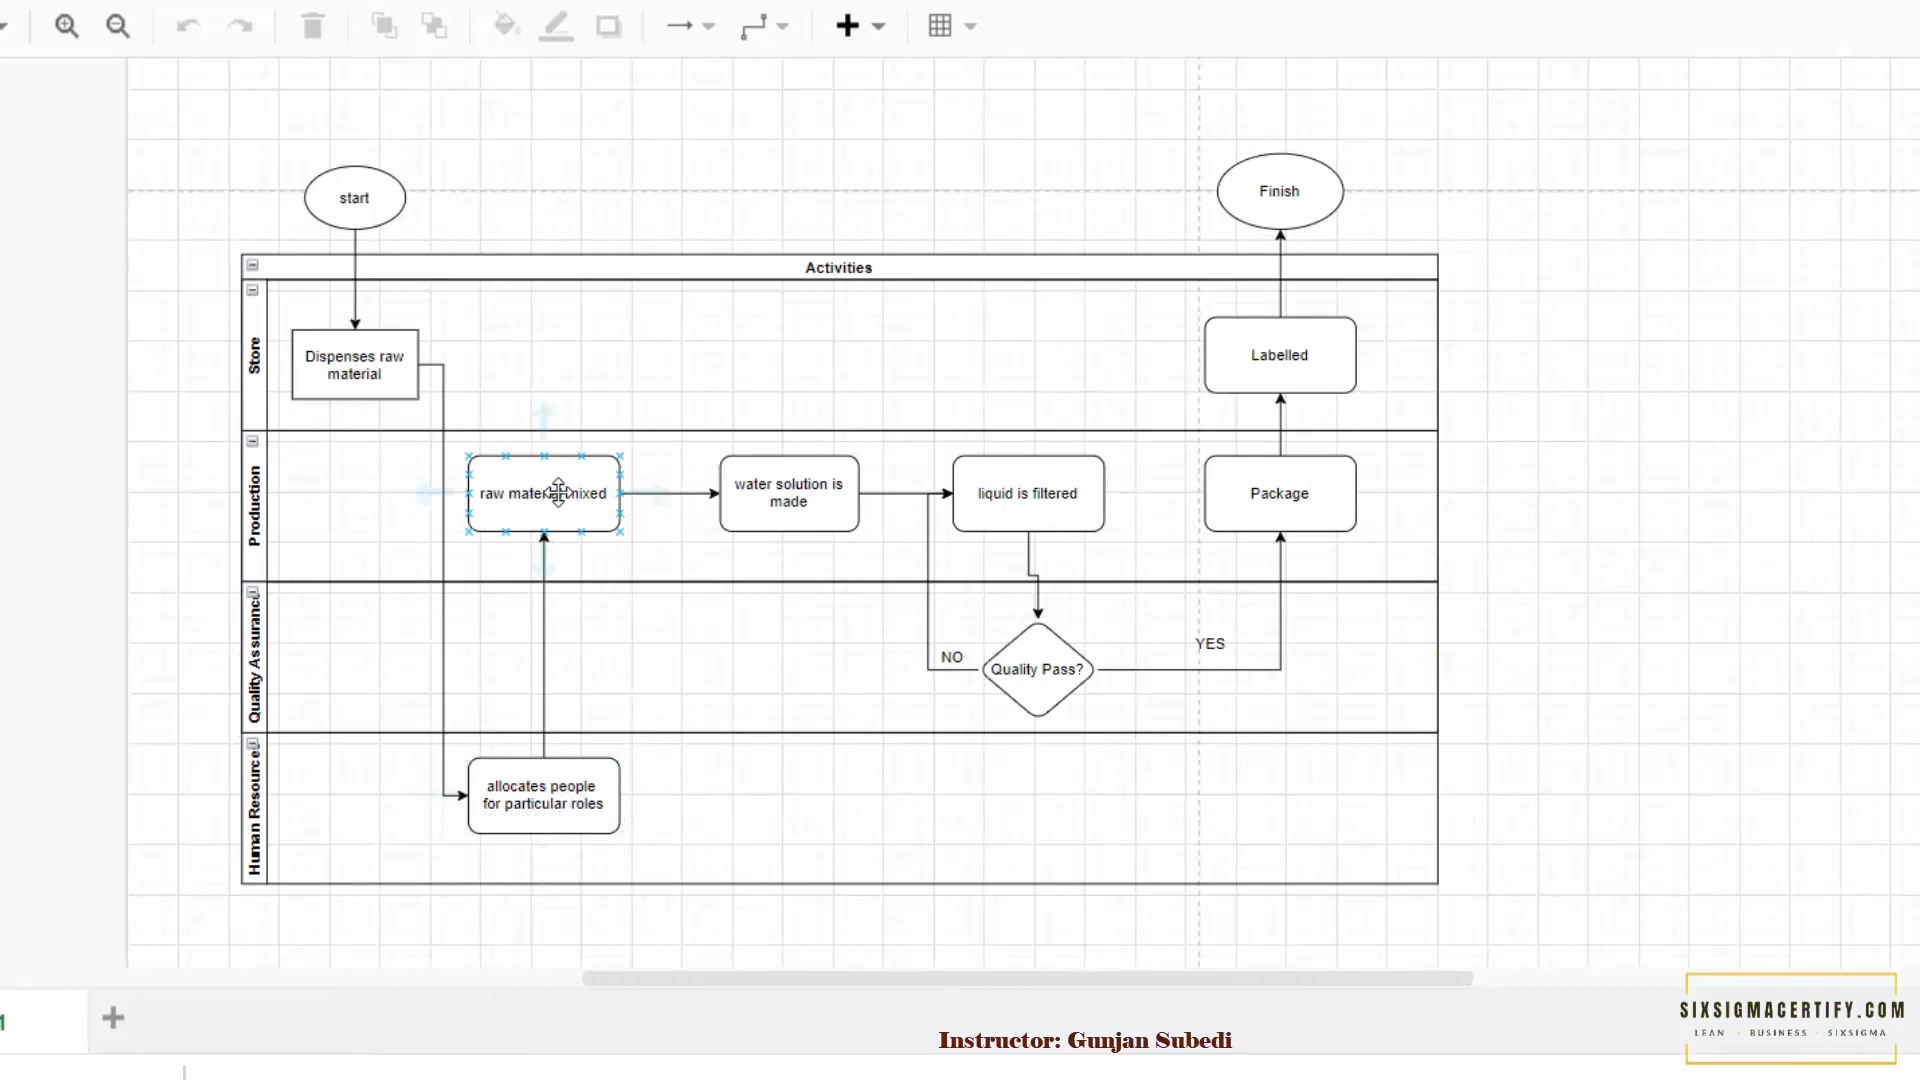 start
Finish
Activities
Store
Dispenses raw
material
Labelled
Production
raw mixed
water solution is
made
liquid is filtered
Package
Quality Assurance
NO
Quality Pass?
YES
Human Resource
allocates people
for particular roles
Instructor: Gunjan Subedi
SIXSIGMACERTIFY.COM
LEAN · BUSINESS · SIXSIGMA